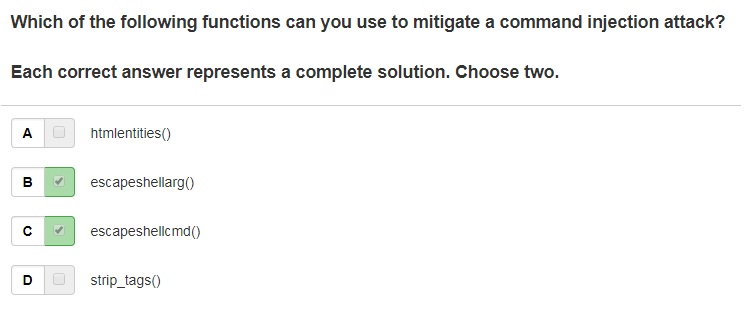 Which of the following functions can you use to mitigate a command injection attack?
Each correct answer represents a complete solution. Choose two.
A htmlentities()
B escapeshellarg()
C escapeshellcmd()
D strip_tags()